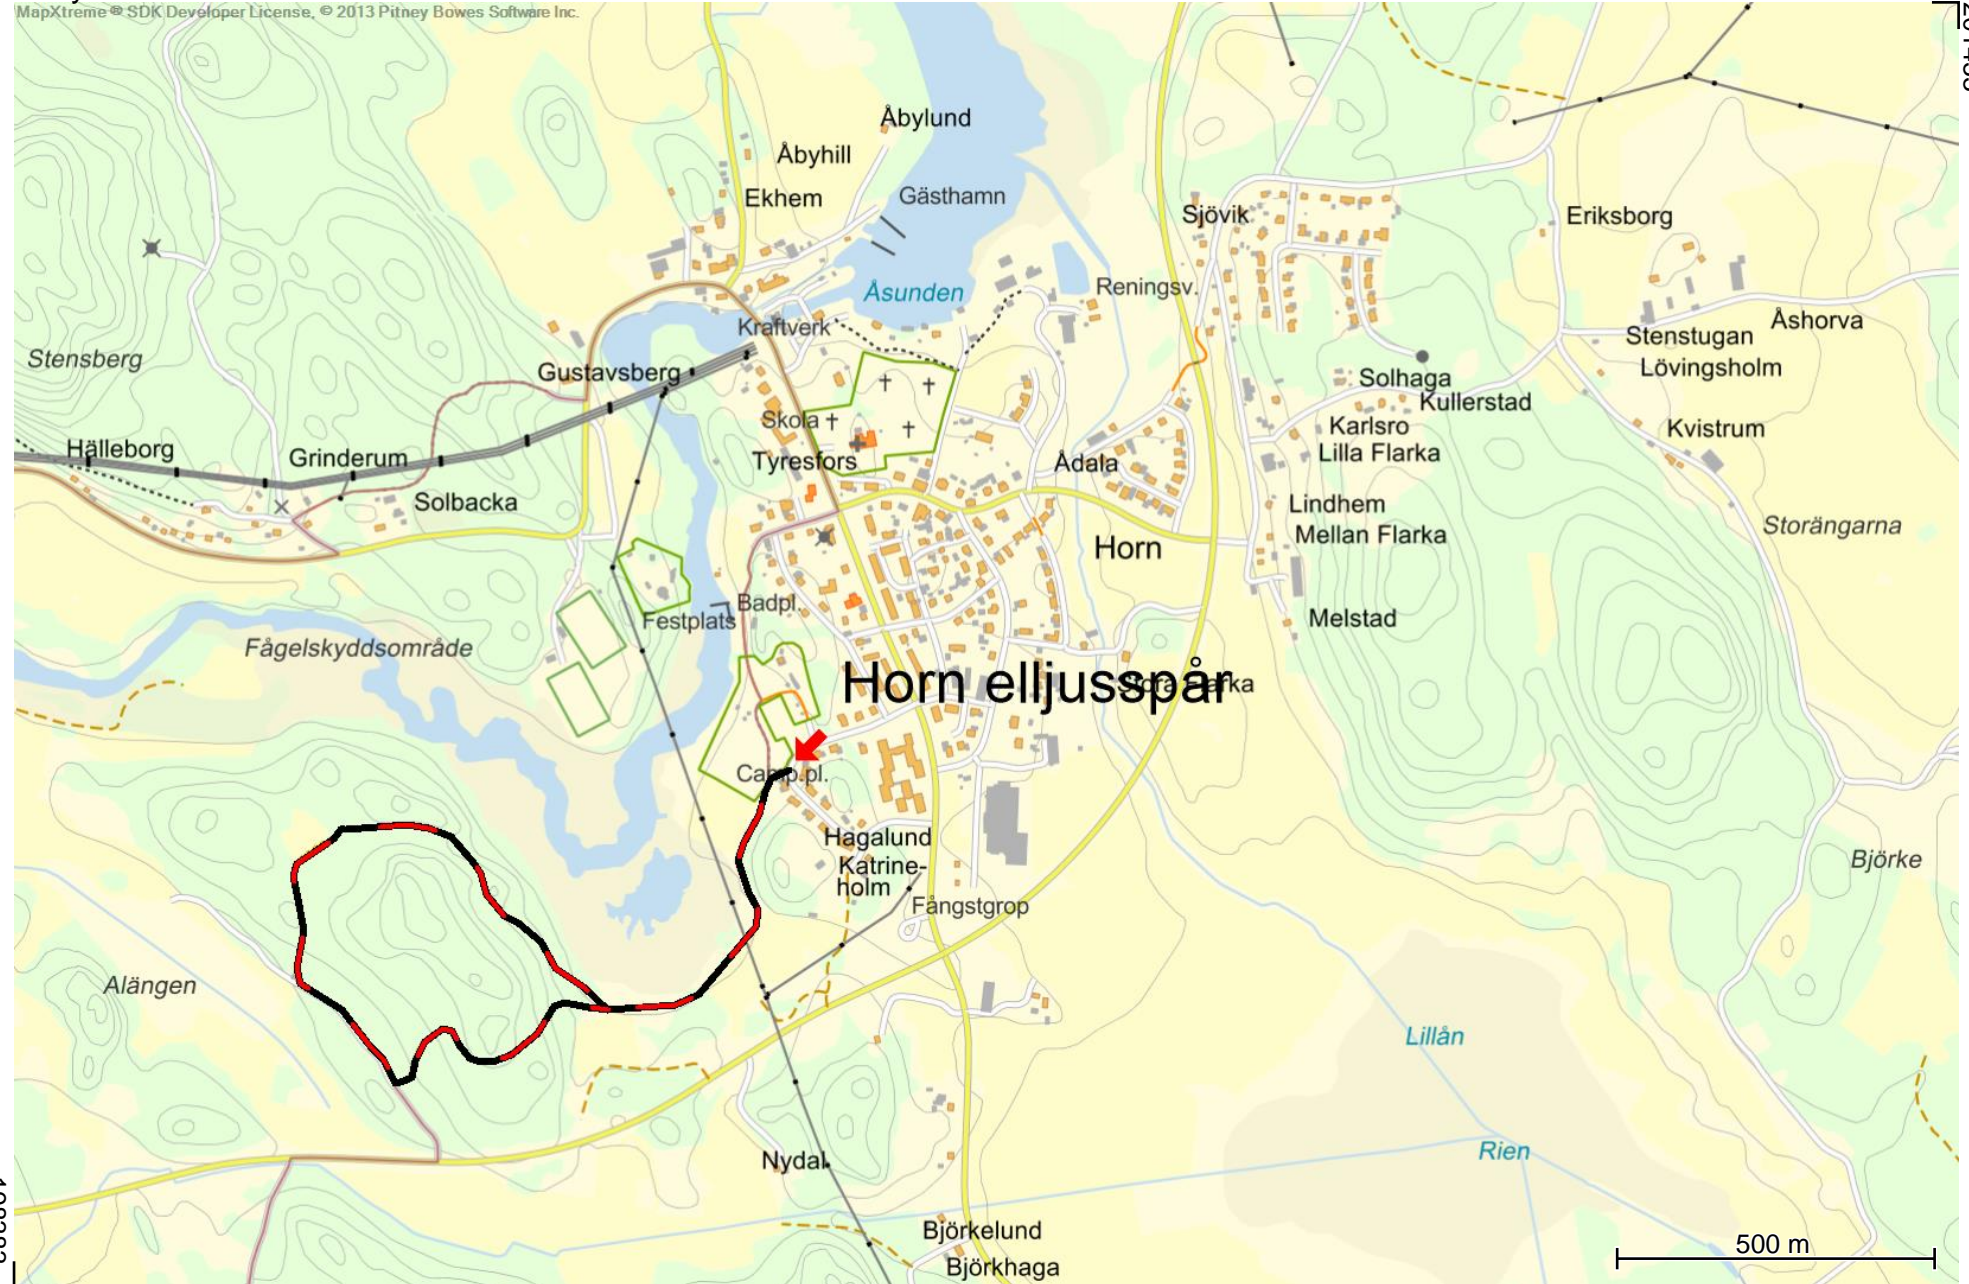 MapXtreme ® SDK Developer License, © 2013 Pitney Bowes Software Inc.
Åbylund
Åbyhill
Ekhem
Gästhamn
Sjövik
Eriksborg
Åsunden
Reningsv.
Kraftverk
Stensberg
Gustavsberg
Stenstugan
Åshorva
Lövingsholm
Solhaga
Kullerstad
Skola
Karlsro
Kvistrum
Hälleborg
Grinderum
Tyresfors
Ådala
Lilla Flarka
Solbacka
Lindhem
Mellan Flarka
Storängarna
Horn
Badpl.
Festplats
Melstad
Fågelskyddsområde
Horn elljusspår
Camp.pl.
Hagalund
Katrine-
holm
Fångstgrop
Björke
Alängen
Lillån
Nydal
Rien
Björkelund
Björkhaga
500 m